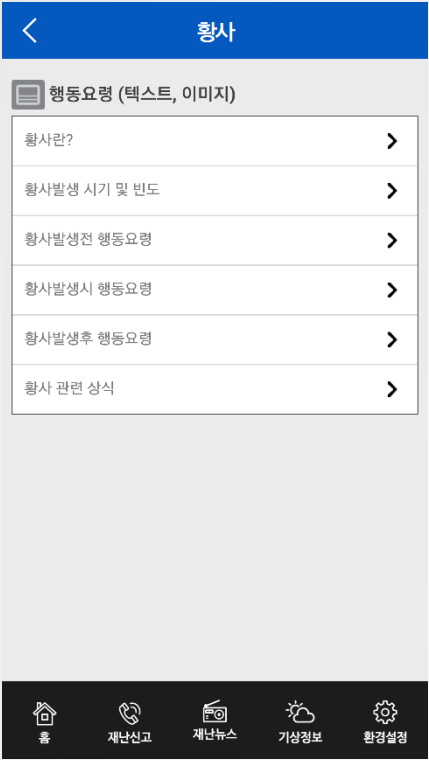 황사
행동요령 (텍스트, 이미지)
황사란?
황사발생 시기 및 빈도
황사발생전 행동요령
황사발생시 행동요령
황사발생후 행동요령
황사 관련 상식
홈 재난신고 재난뉴스 기상정보 환경설정